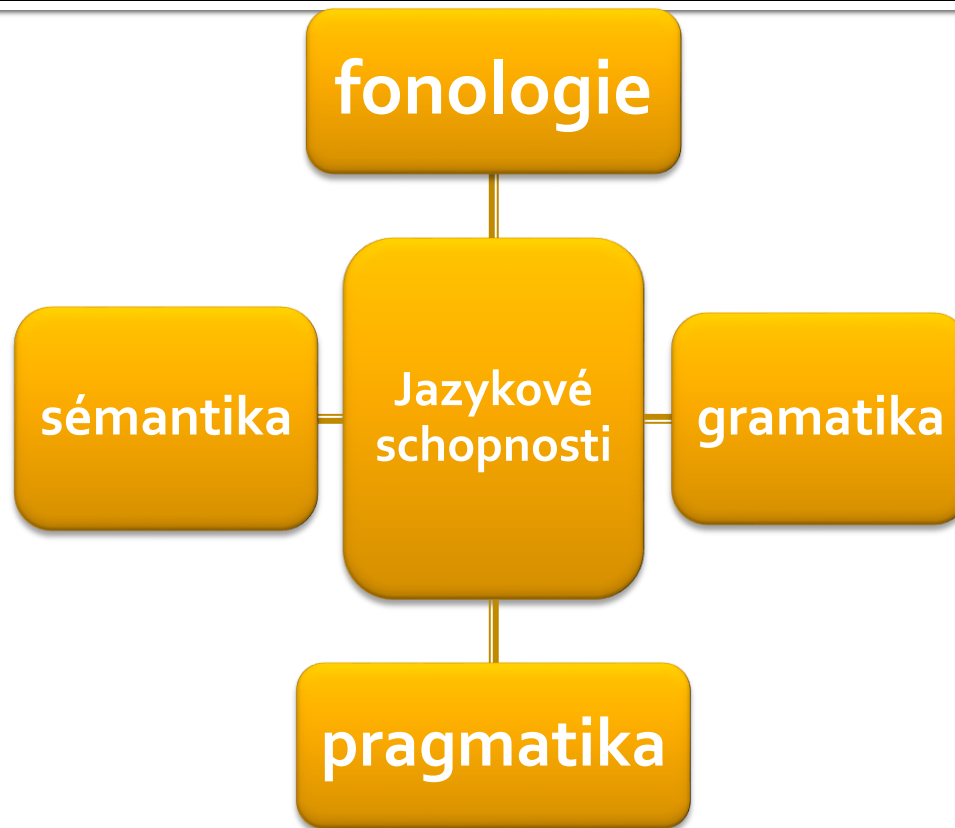 fonologie
sémantika
Jazykové
schopnosti
gramatika
pragmatika